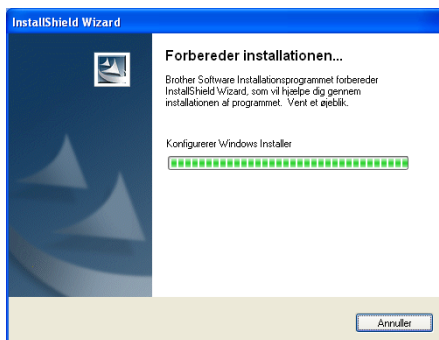 InstallShield Wizard
Forbereder installationen...
Brother Software Installationsprogrammet forbereder
InstallShield Wizard, som vil hjælpe dig gennem
installationen af programmet. Vent et øjeblik.
Konfigurerer Windows Installer
Annuller